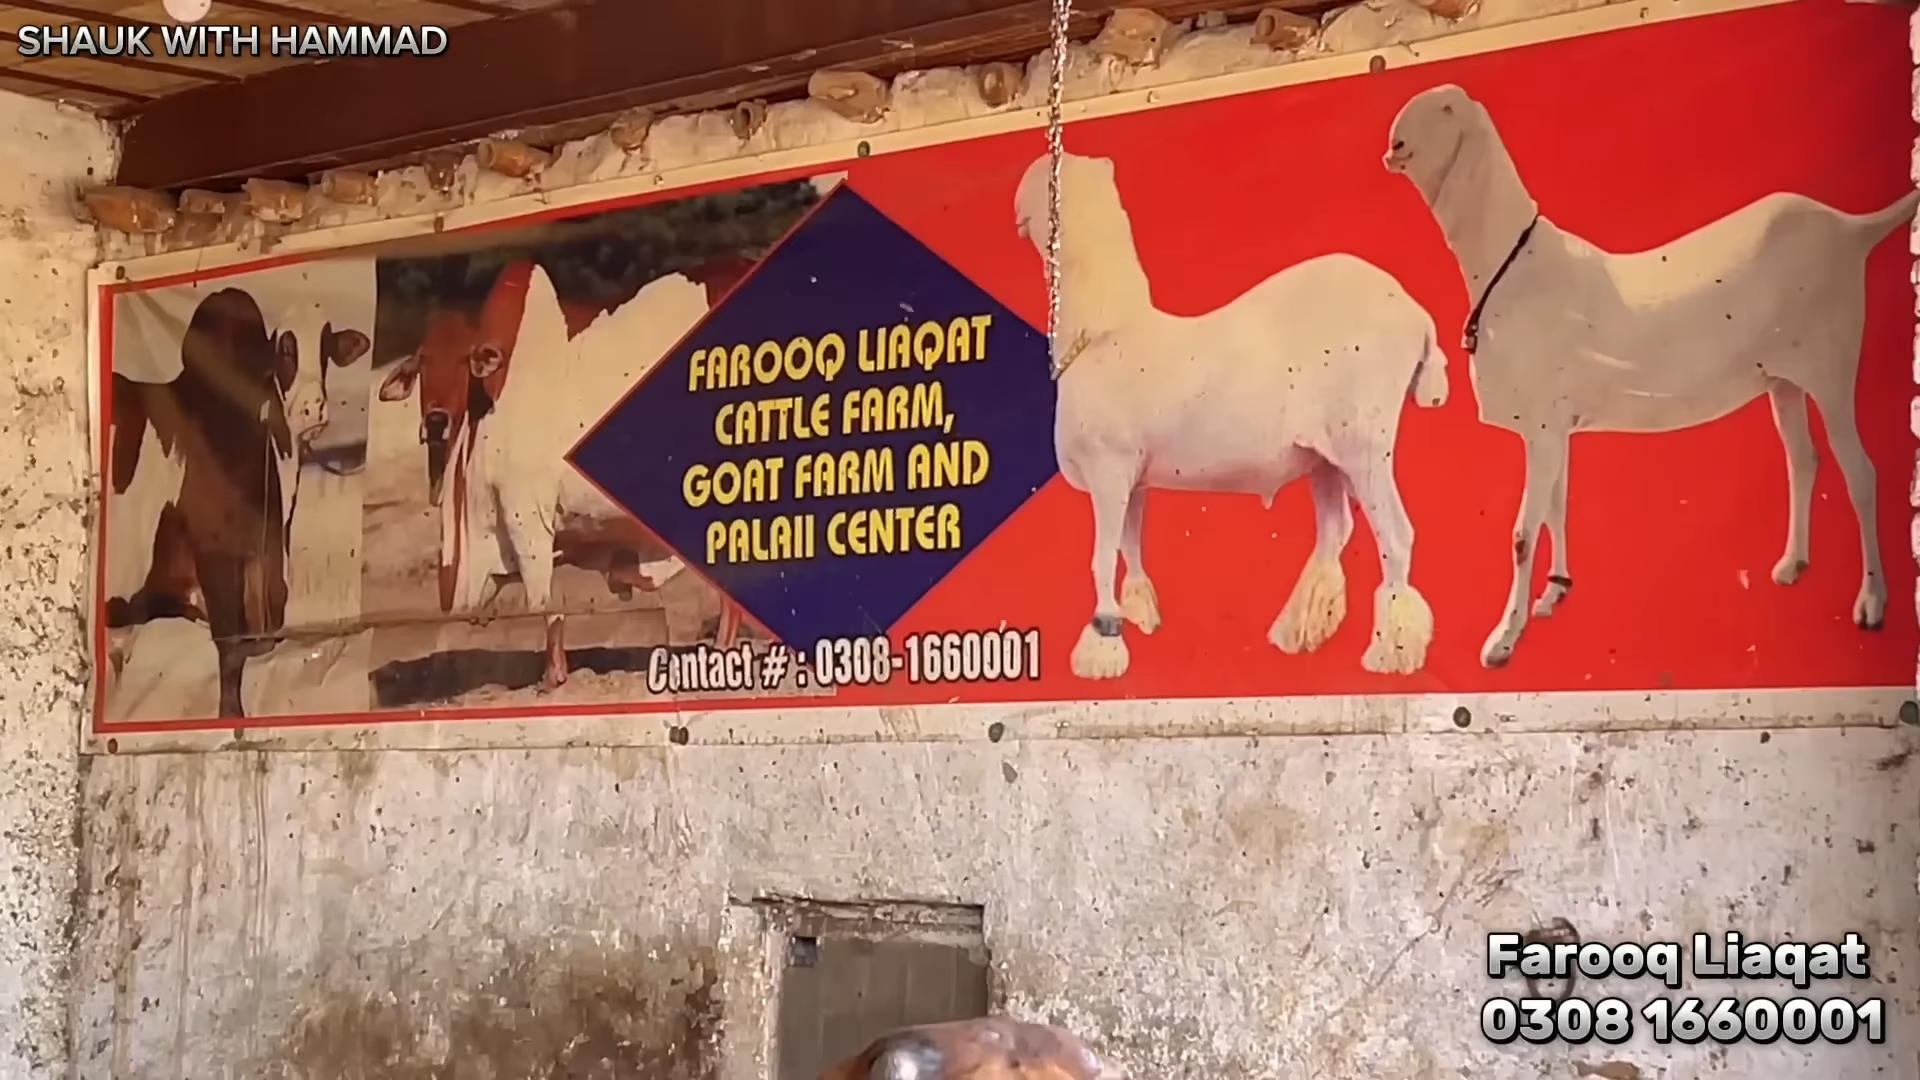 SHAUK WITH HAMMAD
FAROOQ LIAQAT
CATTLE FARM,
GOAT FARM AND
PALAII CENTER
Contact # : 0308-1660001
Farooq Liaqat
0308 1660001